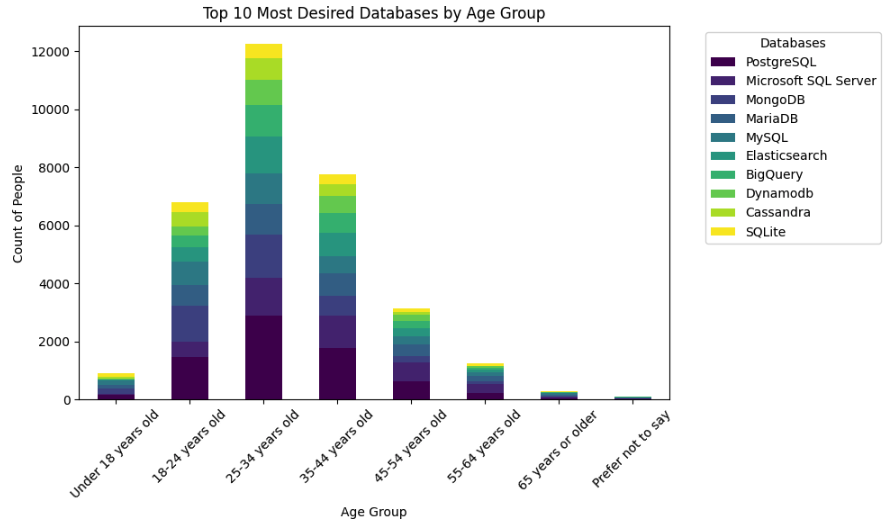 Top 10 Most Desired Databases by Age Group
Count of People
12000
10000
8000
6000
4000
2000
0
Under 18 years old
18-24 years old
25-34 years old
35-44 years old
45-54 years old
55-64 years old
65 years or older
Prefer not to say
Age Group
Databases
PostgreSQL
Microsoft SQL Server
MongoDB
MariaDB
MySQL
Elasticsearch
BigQuery
Dynamodb
Cassandra
SQLite